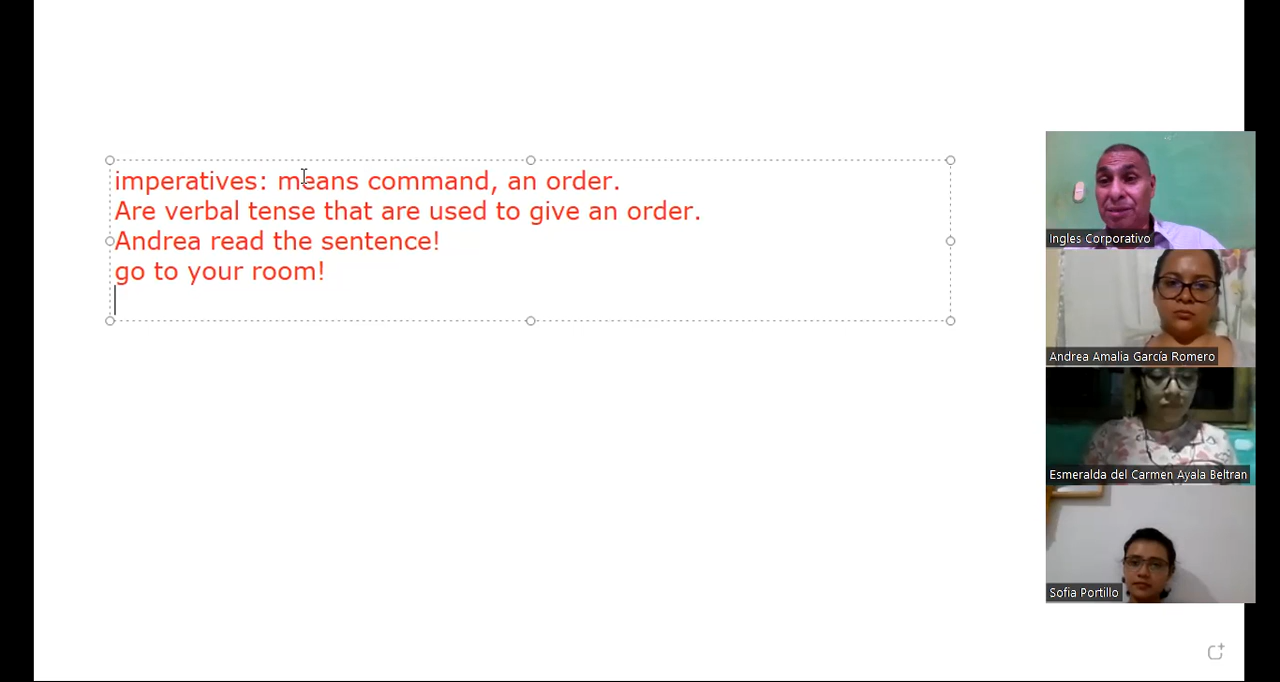 imperatives: means command, an order.
Are verbal tense that are used to give an order.
Andrea read the sentence!
go to your room!
Ingles Corporativo
Andrea Amalia García Romero
Esmeralda del Carmen Ayala Beltran
Sofia Portillo